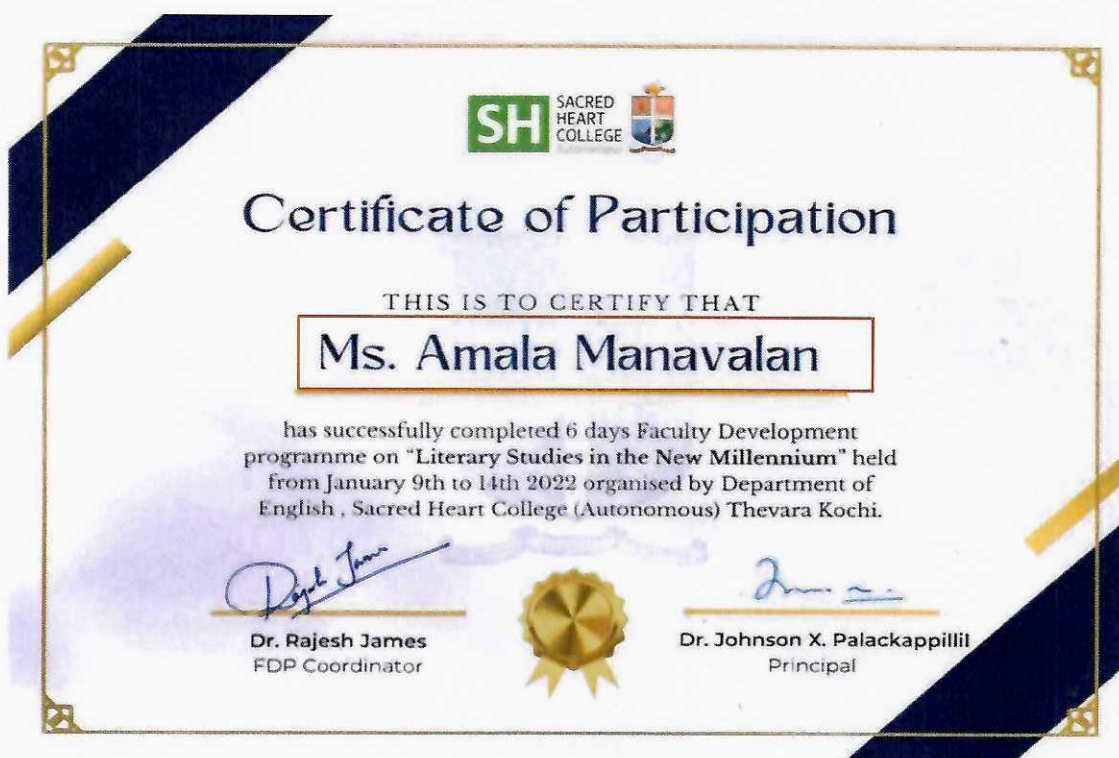 SH
SACRED
HEART
COLLEGE
Certificate of Participation
THIS IS TO CERTIFY THAT
Ms. Amala Manavalan
has successfully completed 6 days Faculty Development
programme on "Literary Studies in the New Millennium" held
from January 9th to 14th 2022 organised by Department of
English , Sacred Heart College (Autonomous) Thevara Kochi.
Rajesh James
Dr. Rajesh James
FDP Coordinator
Dr. Johnson X. Palackappillil
Principal